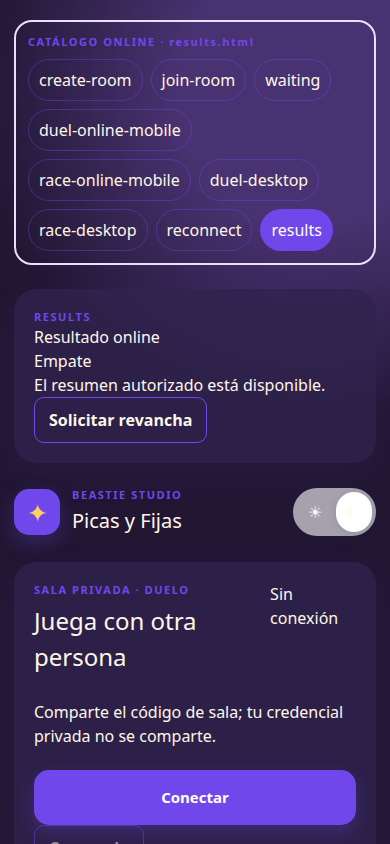 CATÁLOGO ONLINE · results.html
create-room join-room waiting
duel-online-mobile
race-online-mobile duel-desktop
race-desktop reconnect results
RESULTS
Resultado online
Empate
El resumen autorizado está disponible.
Solicitar revancha
BEASTIE STUDIO
Picas y Fijas
SALA PRIVADA · DUELO
Sin
conexión
Juega con otra
persona
Comparte el código de sala; tu credencial
privada no se comparte.
Conectar